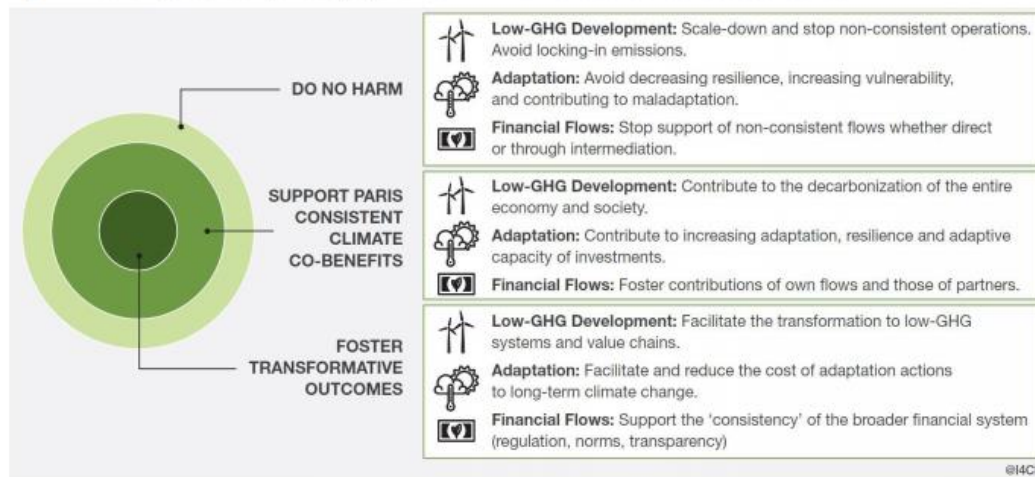 DO NO HARM
Low-GHG Development: Scale-down and stop non-consistent operations.
Avoid locking-in emissions.
Adaptation: Avoid decreasing resilience, increasing vulnerability,
and contributing to maladaptation.
Financial Flows: Stop support of non-consistent flows whether direct
or through intermediation.
SUPPORT PARIS
CONSISTENT
CLIMATE
CO-BENEFITS
Low-GHG Development: Contribute to the decarbonization of the entire
economy and society.
Adaptation: Contribute to increasing adaptation, resilience and adaptive
capacity of investments.
Financial Flows: Foster contributions of own flows and those of partners.
FOSTER
TRANSFORMATIVE
OUTCOMES
Low-GHG Development: Facilitate the transformation to low-GHG
systems and value chains.
Adaptation: Facilitate and reduce the cost of adaptation actions
to long-term climate change.
Financial Flows: Support the ‘consistency’ of the broader financial system
(regulation, norms, transparency)